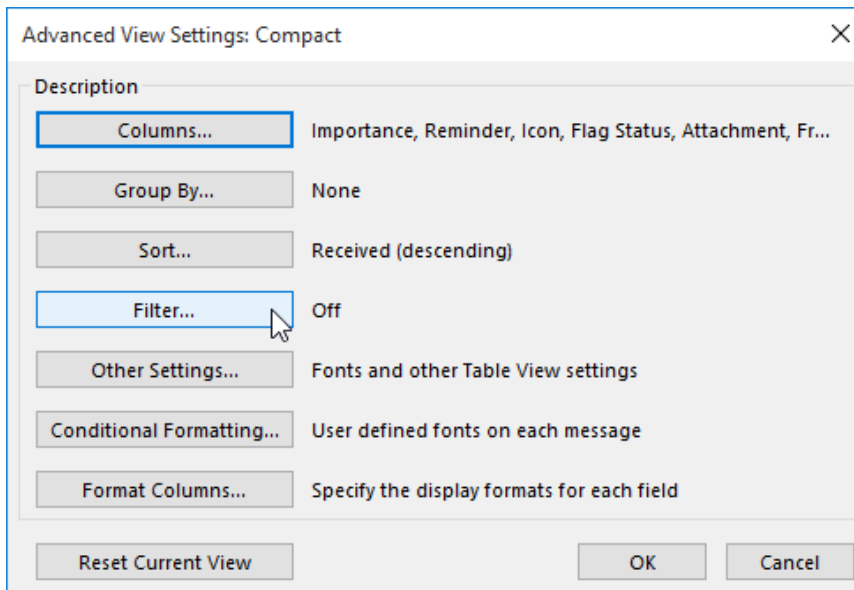 Advanced View Settings: Compact
Description
Columns... Importance, Reminder, Icon, Flag Status, Attachment, Fr...
Group By... None
Sort... Received (descending)
Filter... Off
Other Settings... Fonts and other Table View settings
Conditional Formatting... User defined fonts on each message
Format Columns... Specify the display formats for each field
Reset Current View OK Cancel